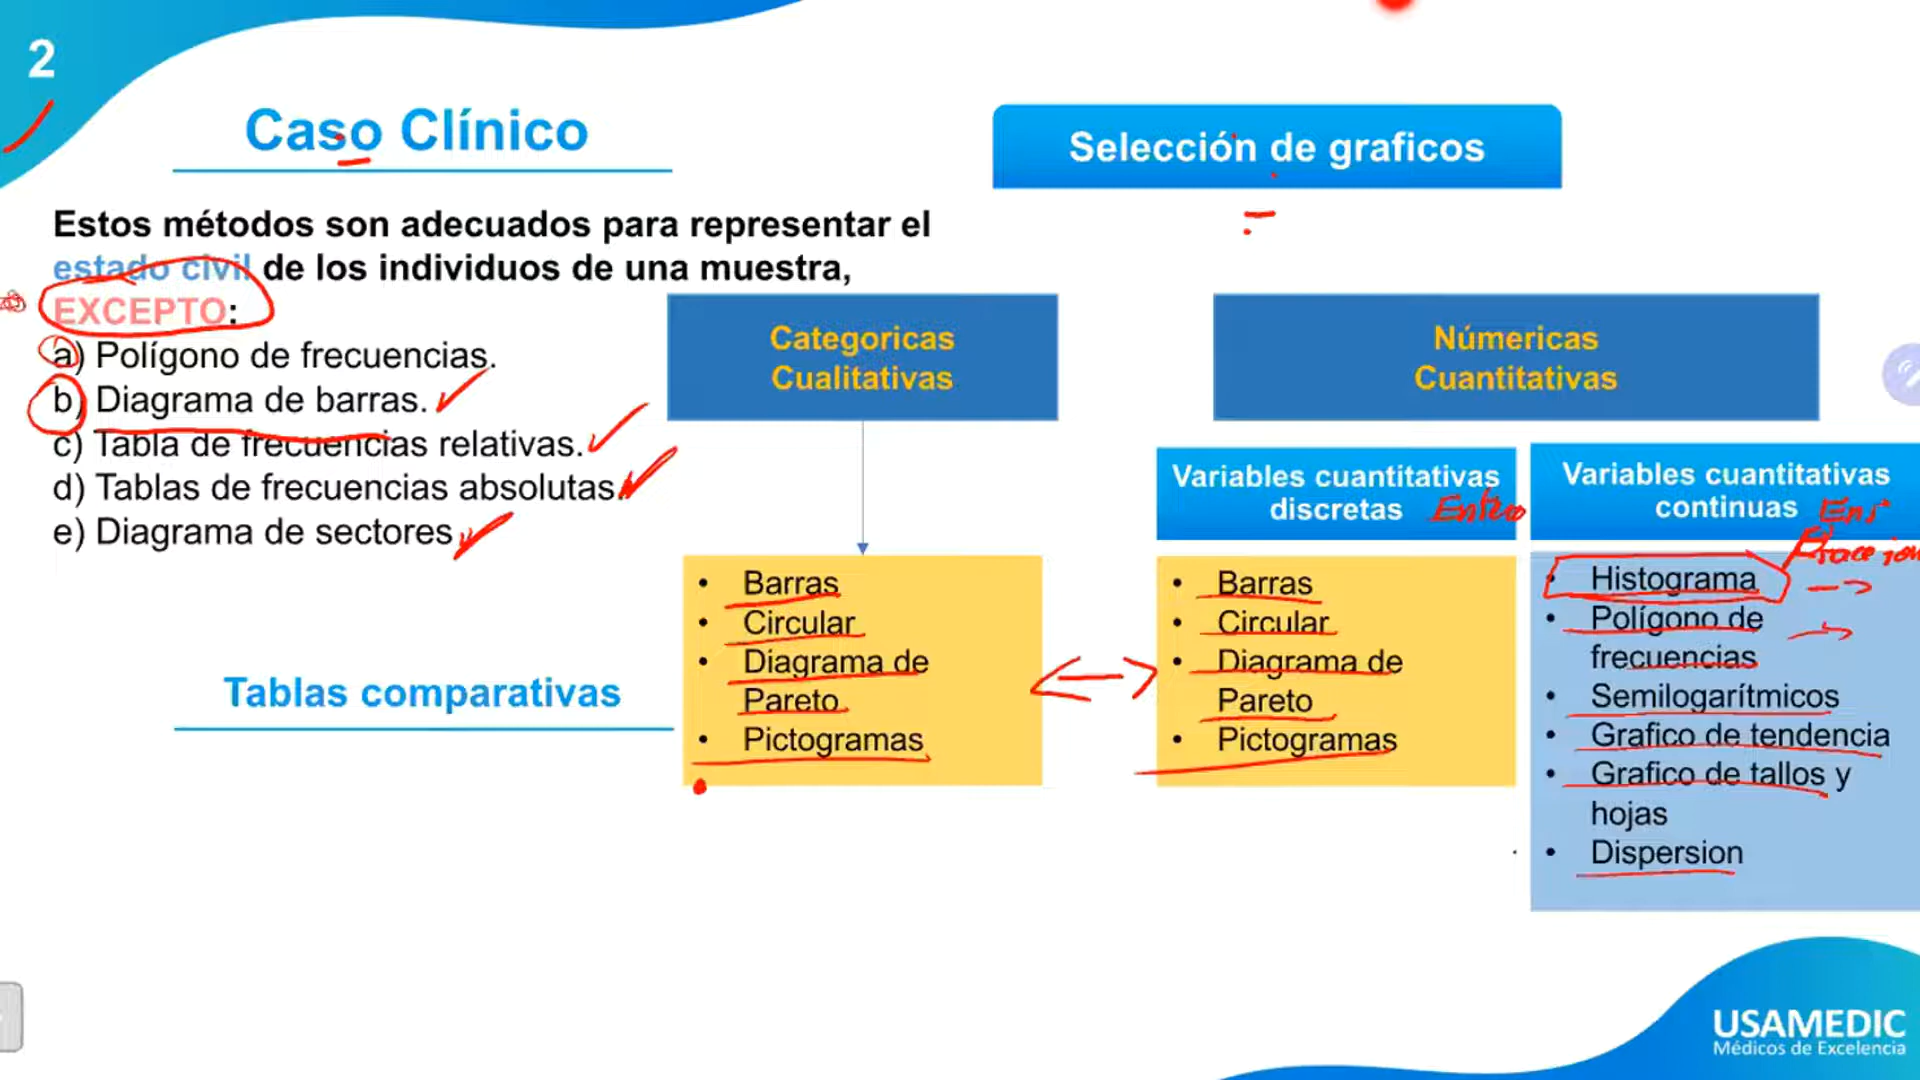 2
Caso Clínico
Selección de graficos
Estos métodos son adecuados para representar el
estado civil de los individuos de una muestra,
EXCEPTO:
a) Polígono de frecuencias.
b) Diagrama de barras.
c) Tabla de frecuencias relativas.
d) Tablas de frecuencias absolutas.
e) Diagrama de sectores
Categoricas
Cualitativas
Númericas
Cuantitativas
Variables cuantitativas
discretas
Variables cuantitativas
continuas
• Barras
• Circular
• Diagrama de
Pareto
• Pictogramas
• Barras
• Circular
• Diagrama de
Pareto
• Pictogramas
• Histograma
• Polígono de
frecuencias
• Semilogarítmicos
• Grafico de tendencia
• Grafico de tallos y
hojas
• Dispersion
Tablas comparativas
USAMEDIC
Médicos de Excelencia